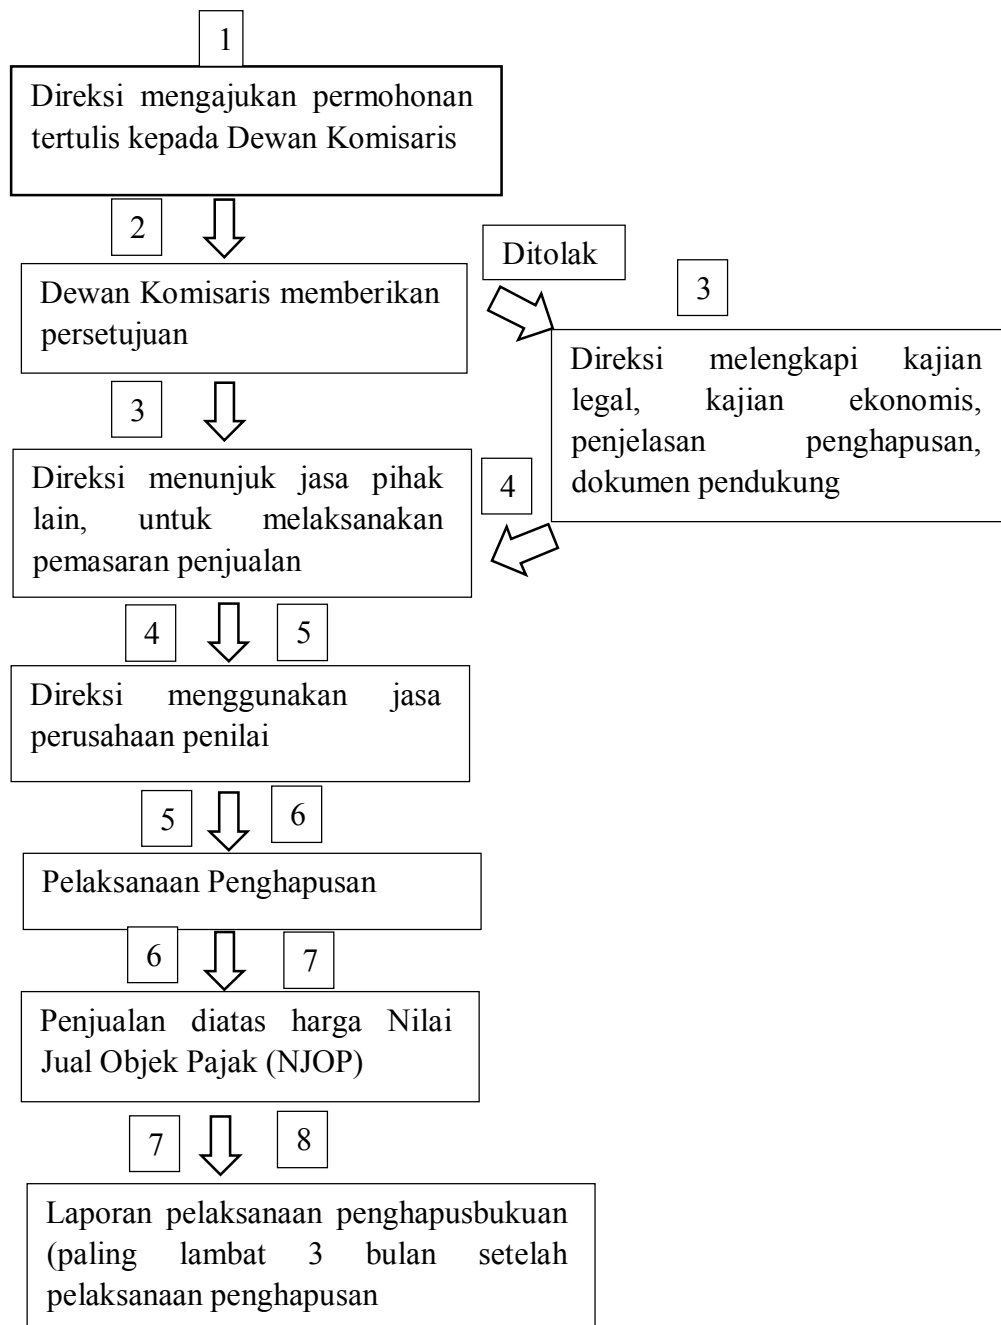 1
Direksi mengajukan permohonan
tertulis kepada Dewan Komisaris
2
Ditolak
Dewan Komisaris memberikan
persetujuan
3
3
Direksi melengkapi kajian
legal, kajian ekonomis,
penjelasan penghapusan,
dokumen pendukung
Direksi menunjuk jasa pihak
lain, untuk melaksanakan
pemasaran penjualan
4
4
5
Direksi menggunakan jasa
perusahaan penilai
5
6
Pelaksanaan Penghapusan
6
7
Penjualan diatas harga Nilai
Jual Objek Pajak (NJOP)
7
8
Laporan pelaksanaan penghapusbukuan
(paling lambat 3 bulan setelah
pelaksanaan penghapusan